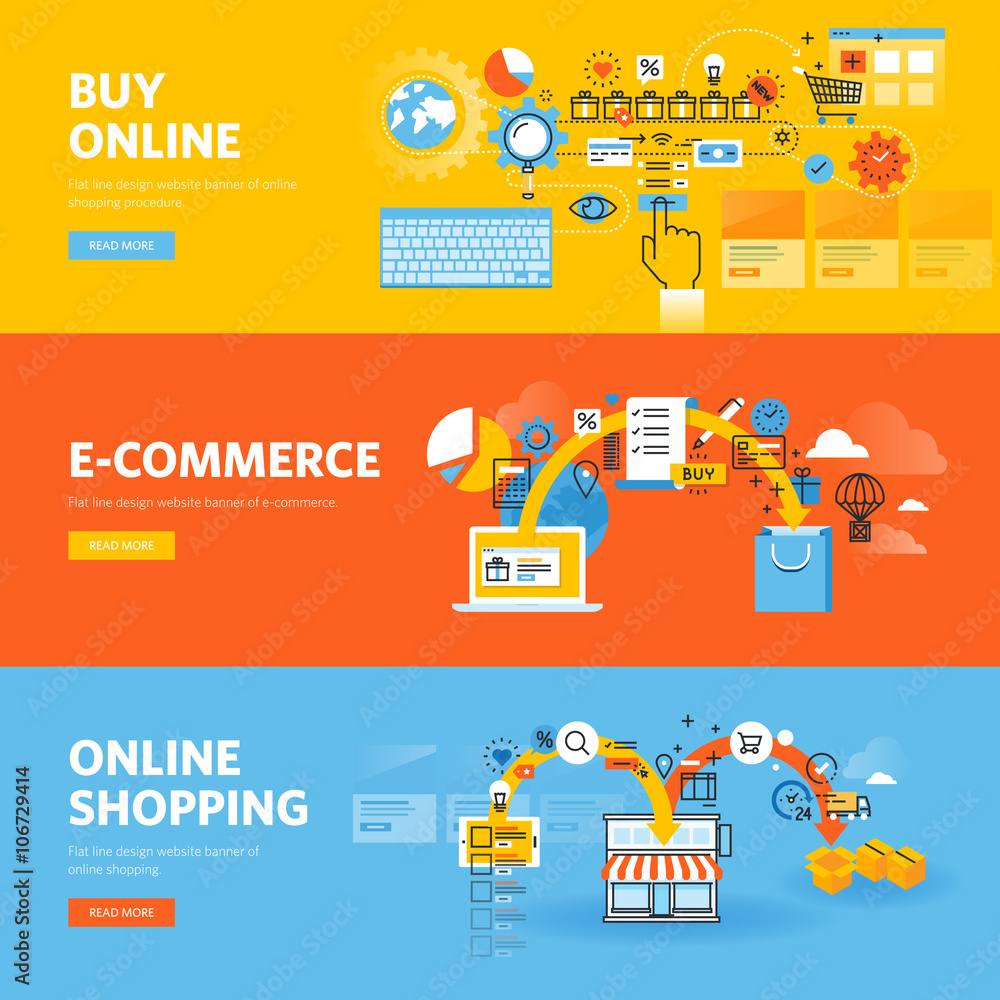 BUY
ONLINE
Flat line design website banner of online
shopping procedure.
READ MORE
%
NEW
E-COMMERCE
Flat line design website banner of e-commerce.
READ MORE
%
BUY
ONLINE
SHOPPING
Flat line design website banner of
online shopping.
READ MORE
%
24
Adobe Stock | #106729414
Adobe Stock